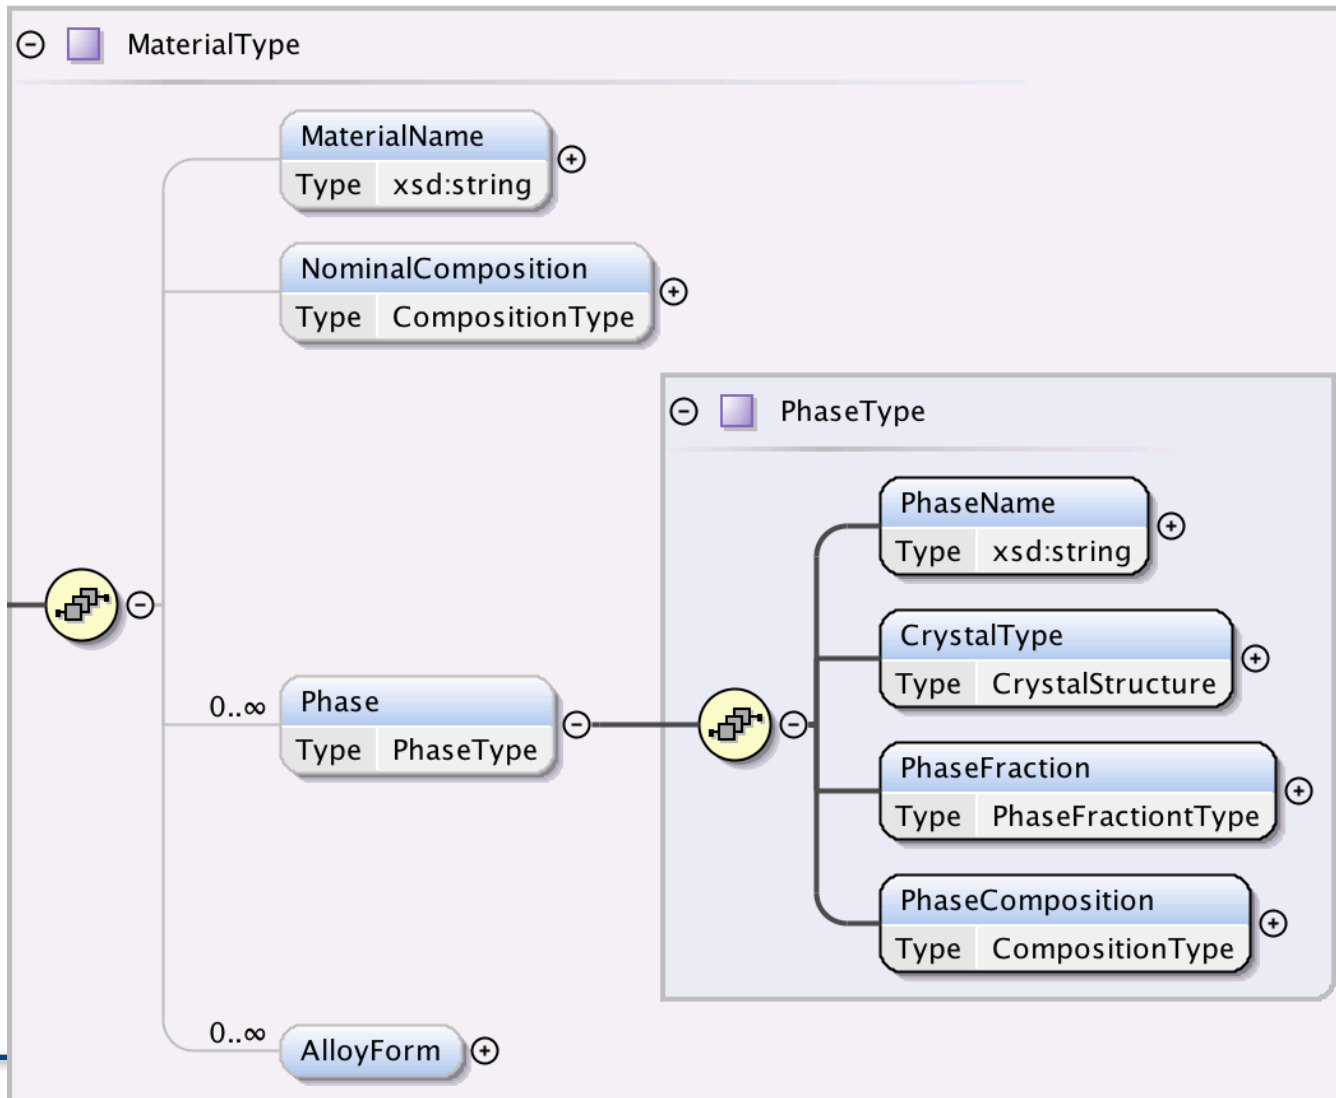 MaterialType
MaterialName
Type xsd:string
NominalComposition
Type CompositionType
PhaseType
PhaseName
Type xsd:string
CrystalType
Type CrystalStructure
0..∞
Phase
Type PhaseType
PhaseFraction
Type PhaseFractiontType
PhaseComposition
Type CompositionType
0..∞
AlloyForm